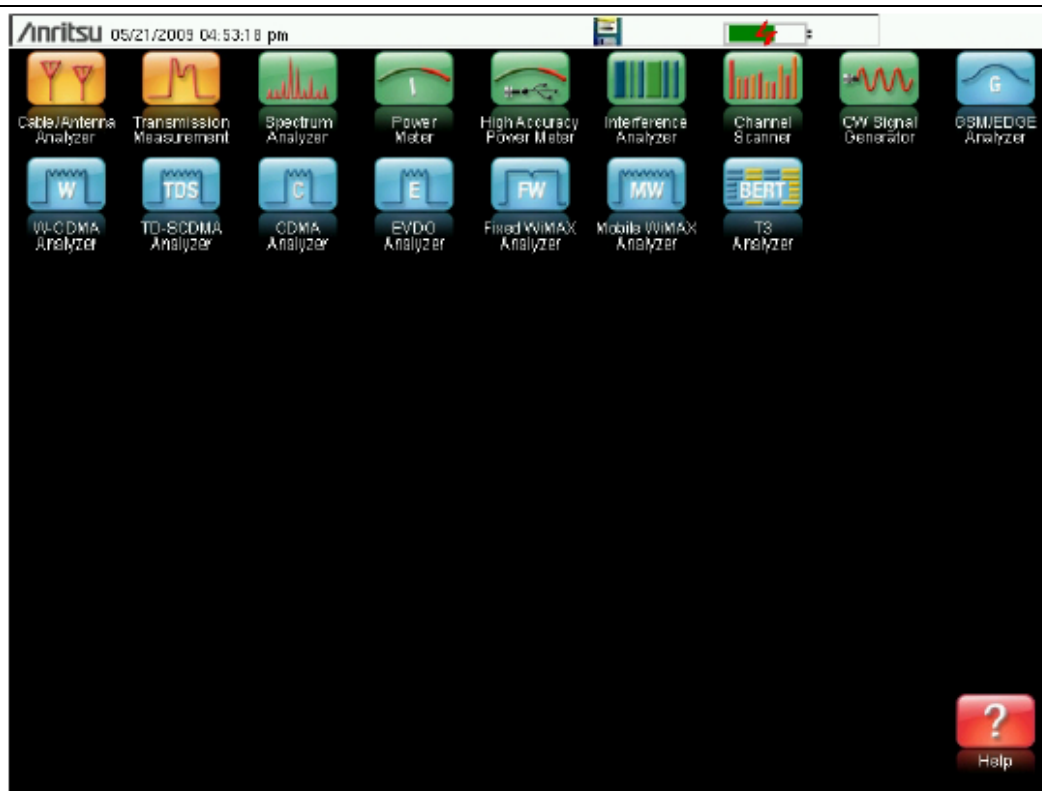 /Inritsu 05/21/2009 04:53:18 pm
Cable/Antenna Analyzer
Transmission Measurement
Spectrum Analyzer
Power Meter
High Accuracy Power Meter
Interference Analyzer
Channel Scanner
CW Signal Generator
G
GSM/EDGE Analyzer
W
W-CDMA Analyzer
TDS
TD-SCDMA Analyzer
C
CDMA Analyzer
E
EVDO Analyzer
FW
Fixed WiMAX Analyzer
MW
Mobile WiMAX Analyzer
BERT
T3 Analyzer
?
Help